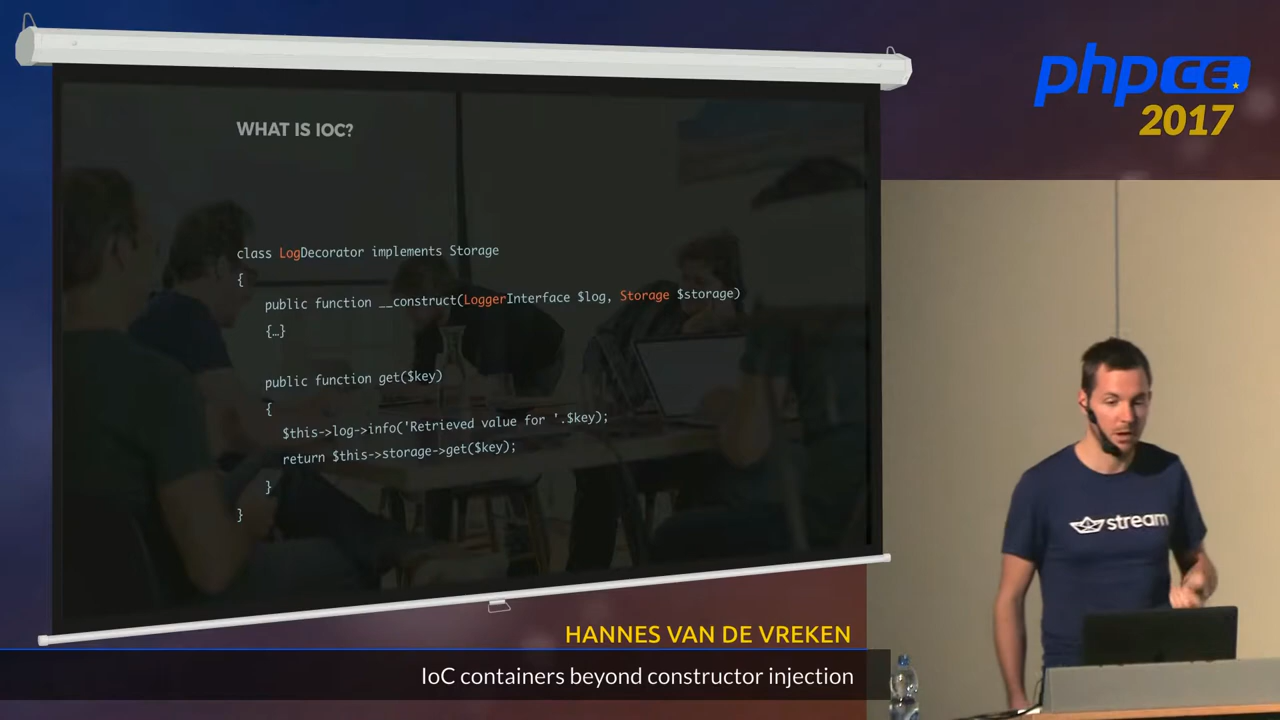 WHAT IS IOC?
class LogDecorator implements Storage
{
public function __construct(LoggerInterface $log, Storage $storage)
{…}
public function get($key)
{
$this->log->info('Retrieved value for '.$key);
return $this->storage->get($key);
}
}
phpCE
2017
stream
HANNES VAN DE VREKEN
IoC containers beyond constructor injection